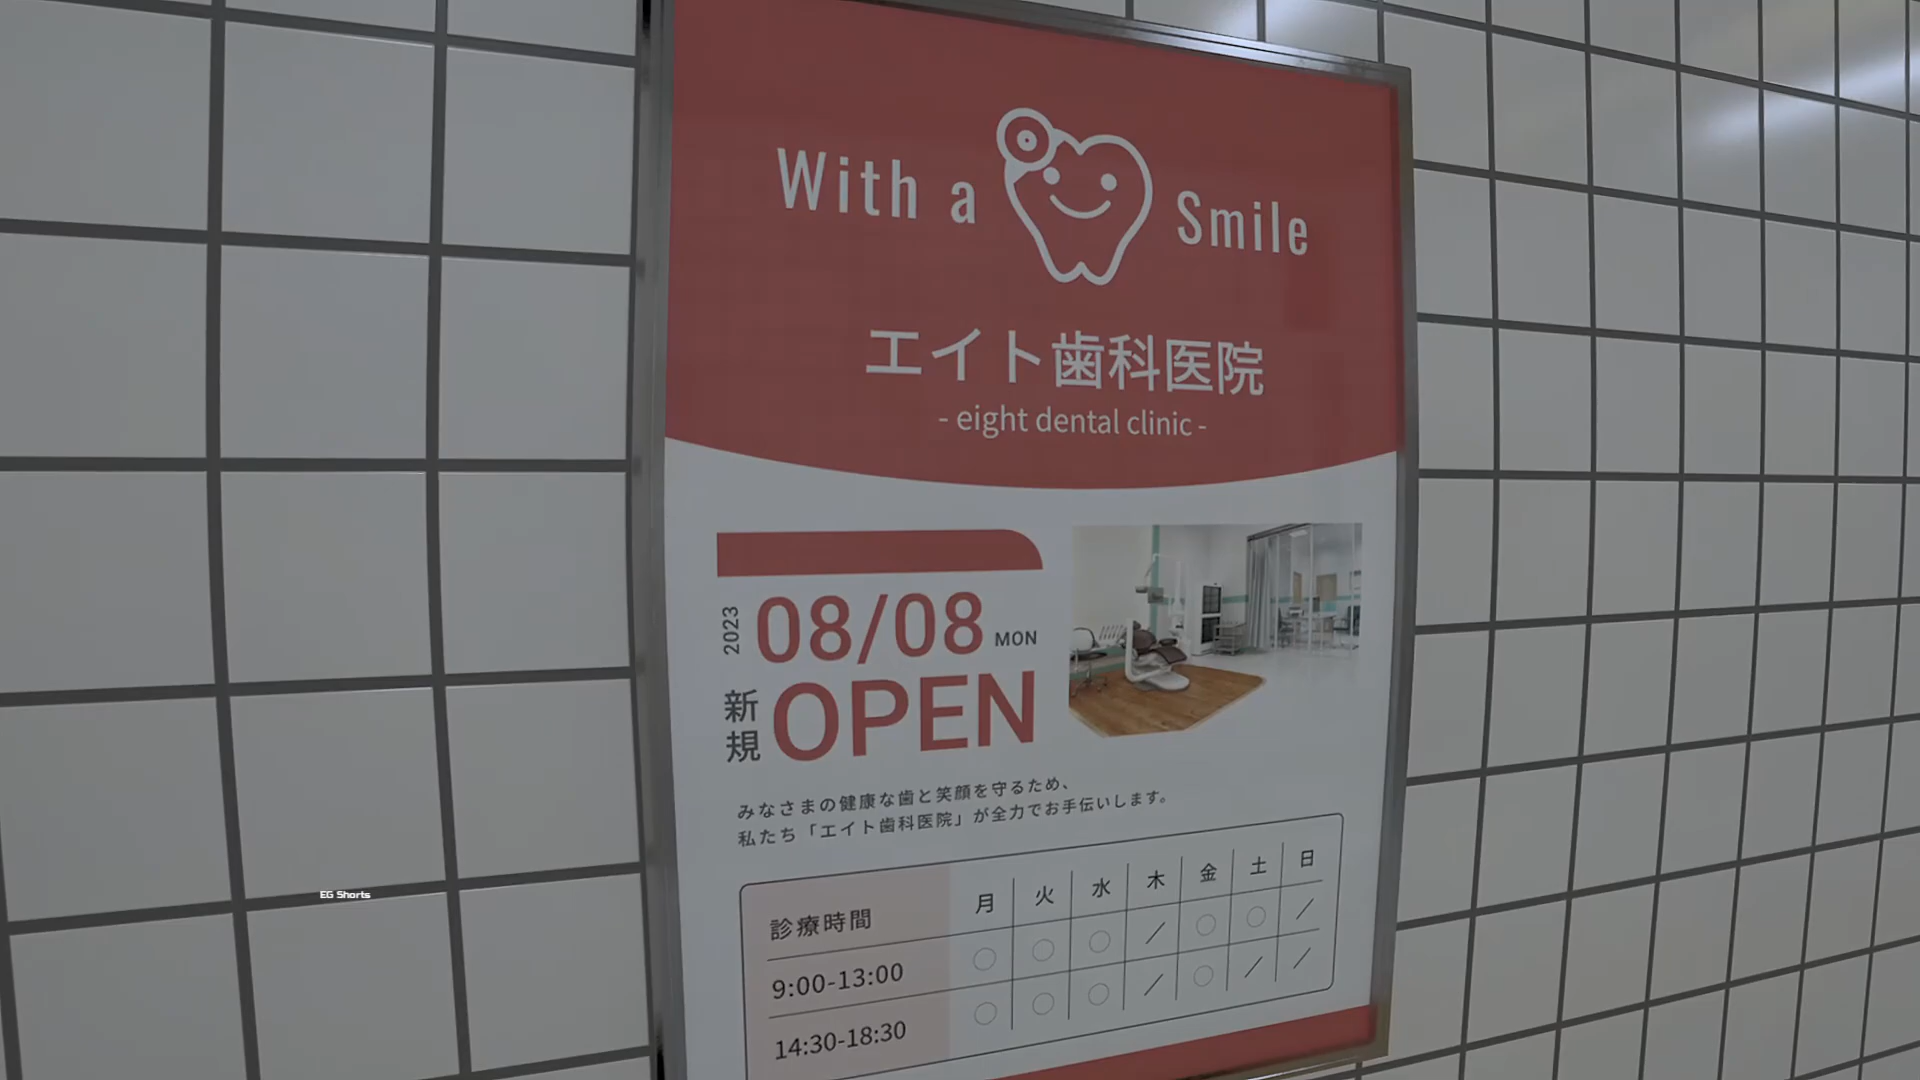 With a Smile
エイト歯科医院
- eight dental clinic -
2023 08/08 MON
新規 OPEN
みなさまの健康な歯と笑顔を守るため、
私たち「エイト歯科医院」が全力でお手伝いします。
診療時間 月 火 水 木 金 土 日
9:00-13:00 ○ ○ ○ / ○ ○ /
14:30-18:30 ○ ○ ○ / ○ / /
EG Shorts